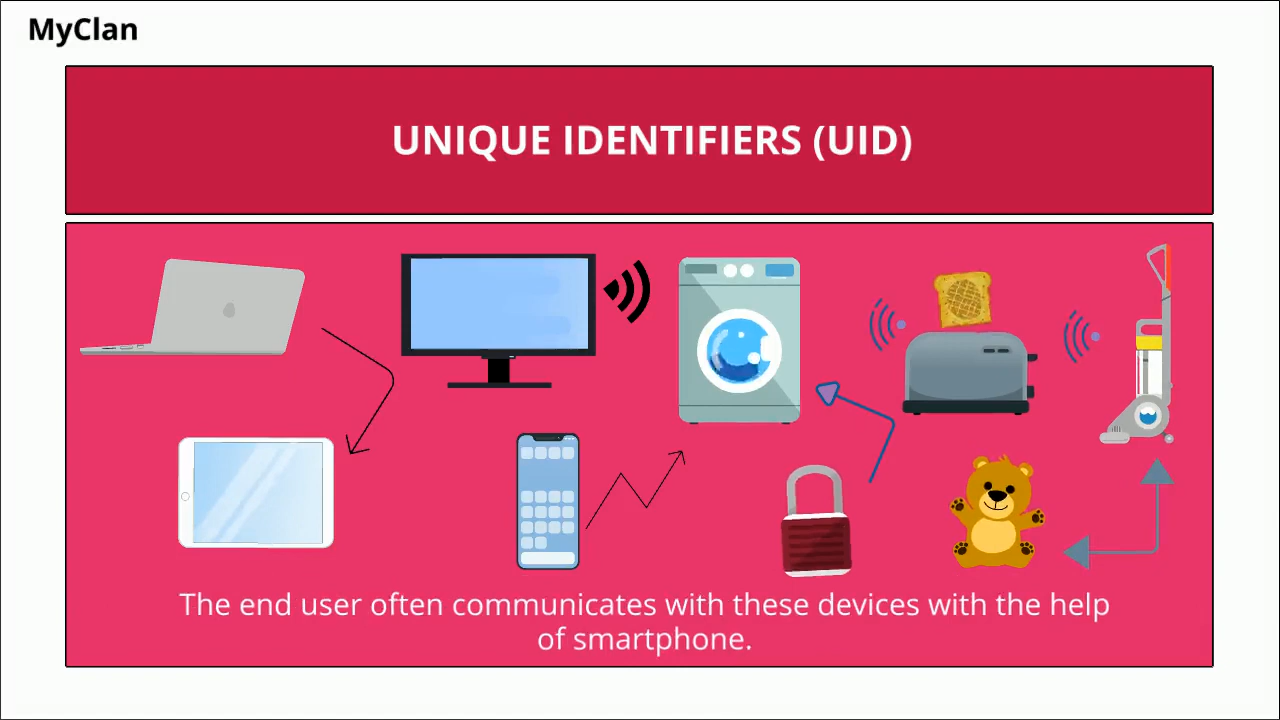 MyClan
UNIQUE IDENTIFIERS (UID)
The end user often communicates with these devices with the help
of smartphone.